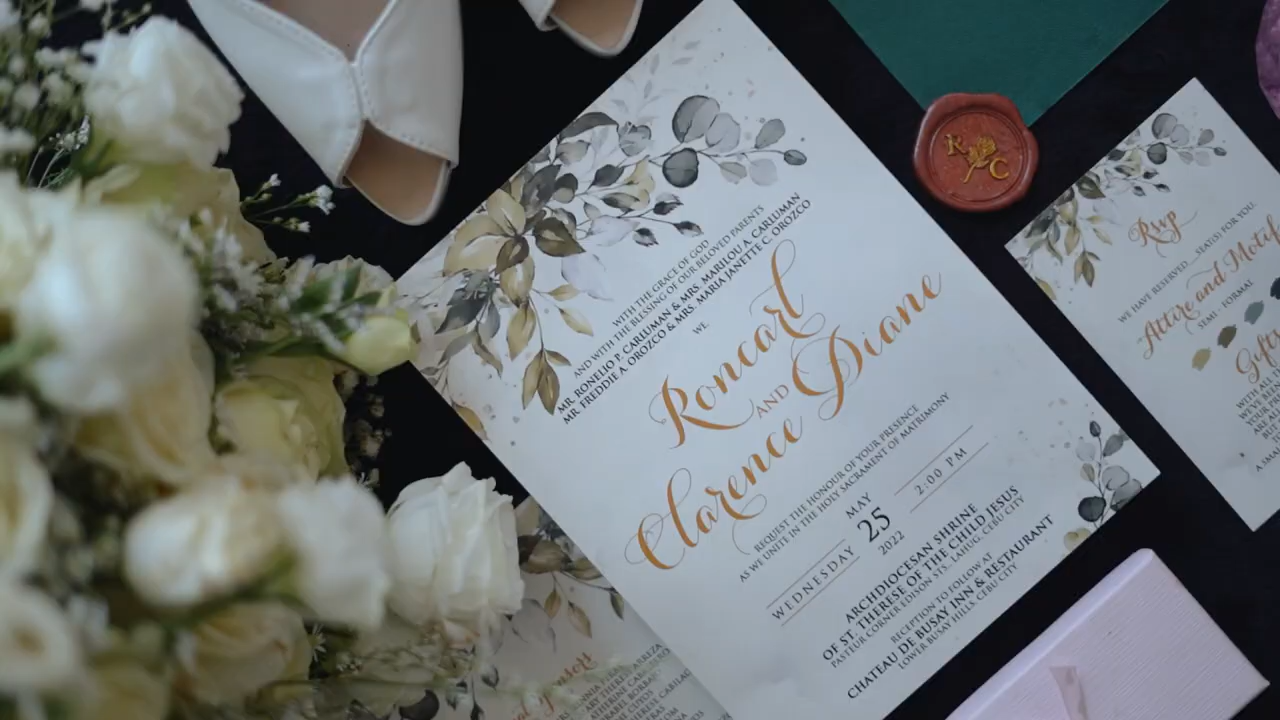 WITH THE GRACE OF GOD
AND WITH THE BLESSING OF OUR BELOVED PARENTS
MR. RONELIO P. CARLUMAN & MRS. MARILOU A. CARLUMAN
MR. FREDDIE A. OROZCO & MRS. MARIA JANETTE C. OROZCO
WE,
Roncarl
AND
Clarence Diane
REQUEST THE HONOUR OF YOUR PRESENCE
AS WE UNITE IN THE HOLY SACRAMENT OF MATRIMONY
MAY
WEDNESDAY 25 2:00 PM
2022
ARCHDIOCESAN SHRINE
OF ST. THERESE OF THE CHILD JESUS
PASTEUR CORNER EDISON STS., LAHUG, CEBU CITY
RECEPTION TO FOLLOW AT
CHATEAU DE BUSAY INN & RESTAURANT
LOWER BUSAY HILLS, CEBU CITY
R C
Rsvp
WE HAVE RESERVED __ SEAT(S) FOR YOU.
Attire and Motif
SEMI - FORMAL
Gifts